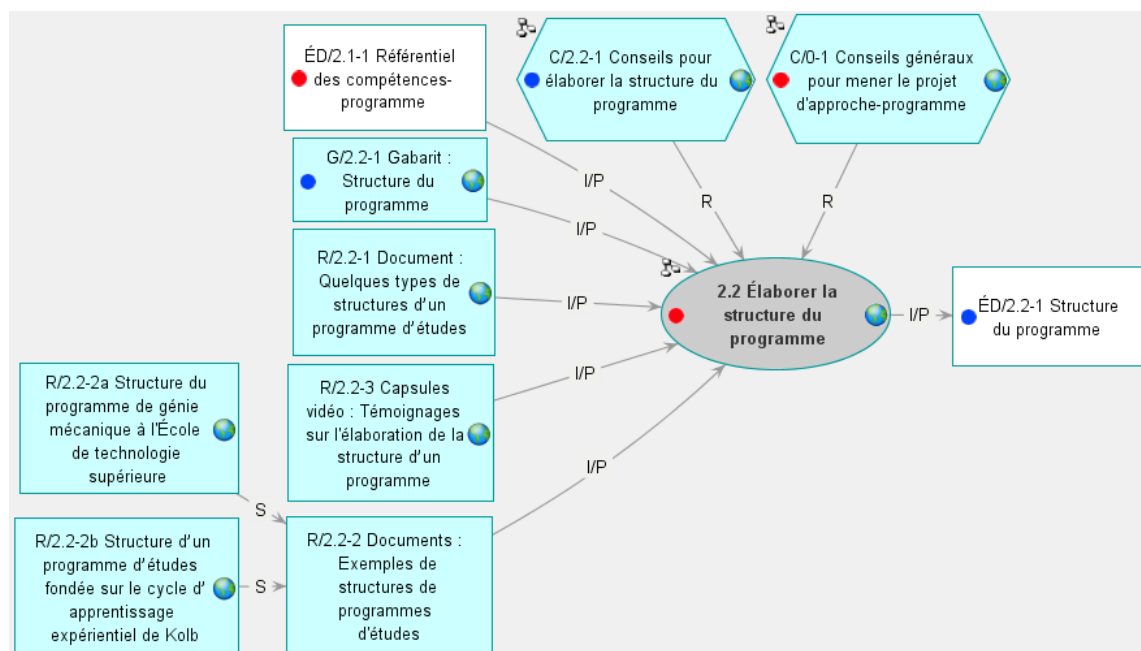 ÉD/2.1-1 Référentiel
des compétences-
programme
C/2.2-1 Conseils pour
élaborer la structure du
programme
C/0-1 Conseils généraux
pour mener le projet
d'approche-programme
G/2.2-1 Gabarit :
Structure du
programme
I/P
I/P
R
R
R/2.2-1 Document :
Quelques types de
structures d’un
programme d’études
I/P
2.2 Élaborer la
structure du
programme
I/P
ÉD/2.2-1 Structure
du programme
R/2.2-3 Capsules
vidéo : Témoignages
sur l'élaboration de la
structure d’un
programme
I/P
R/2.2-2a Structure du
programme de génie
mécanique à l'École
de technologie
supérieure
S
I/P
R/2.2-2b Structure d’un
programme d’études
fondée sur le cycle d’
apprentissage
expérientiel de Kolb
S
R/2.2-2 Documents :
Exemples de
structures de
programmes
d'études